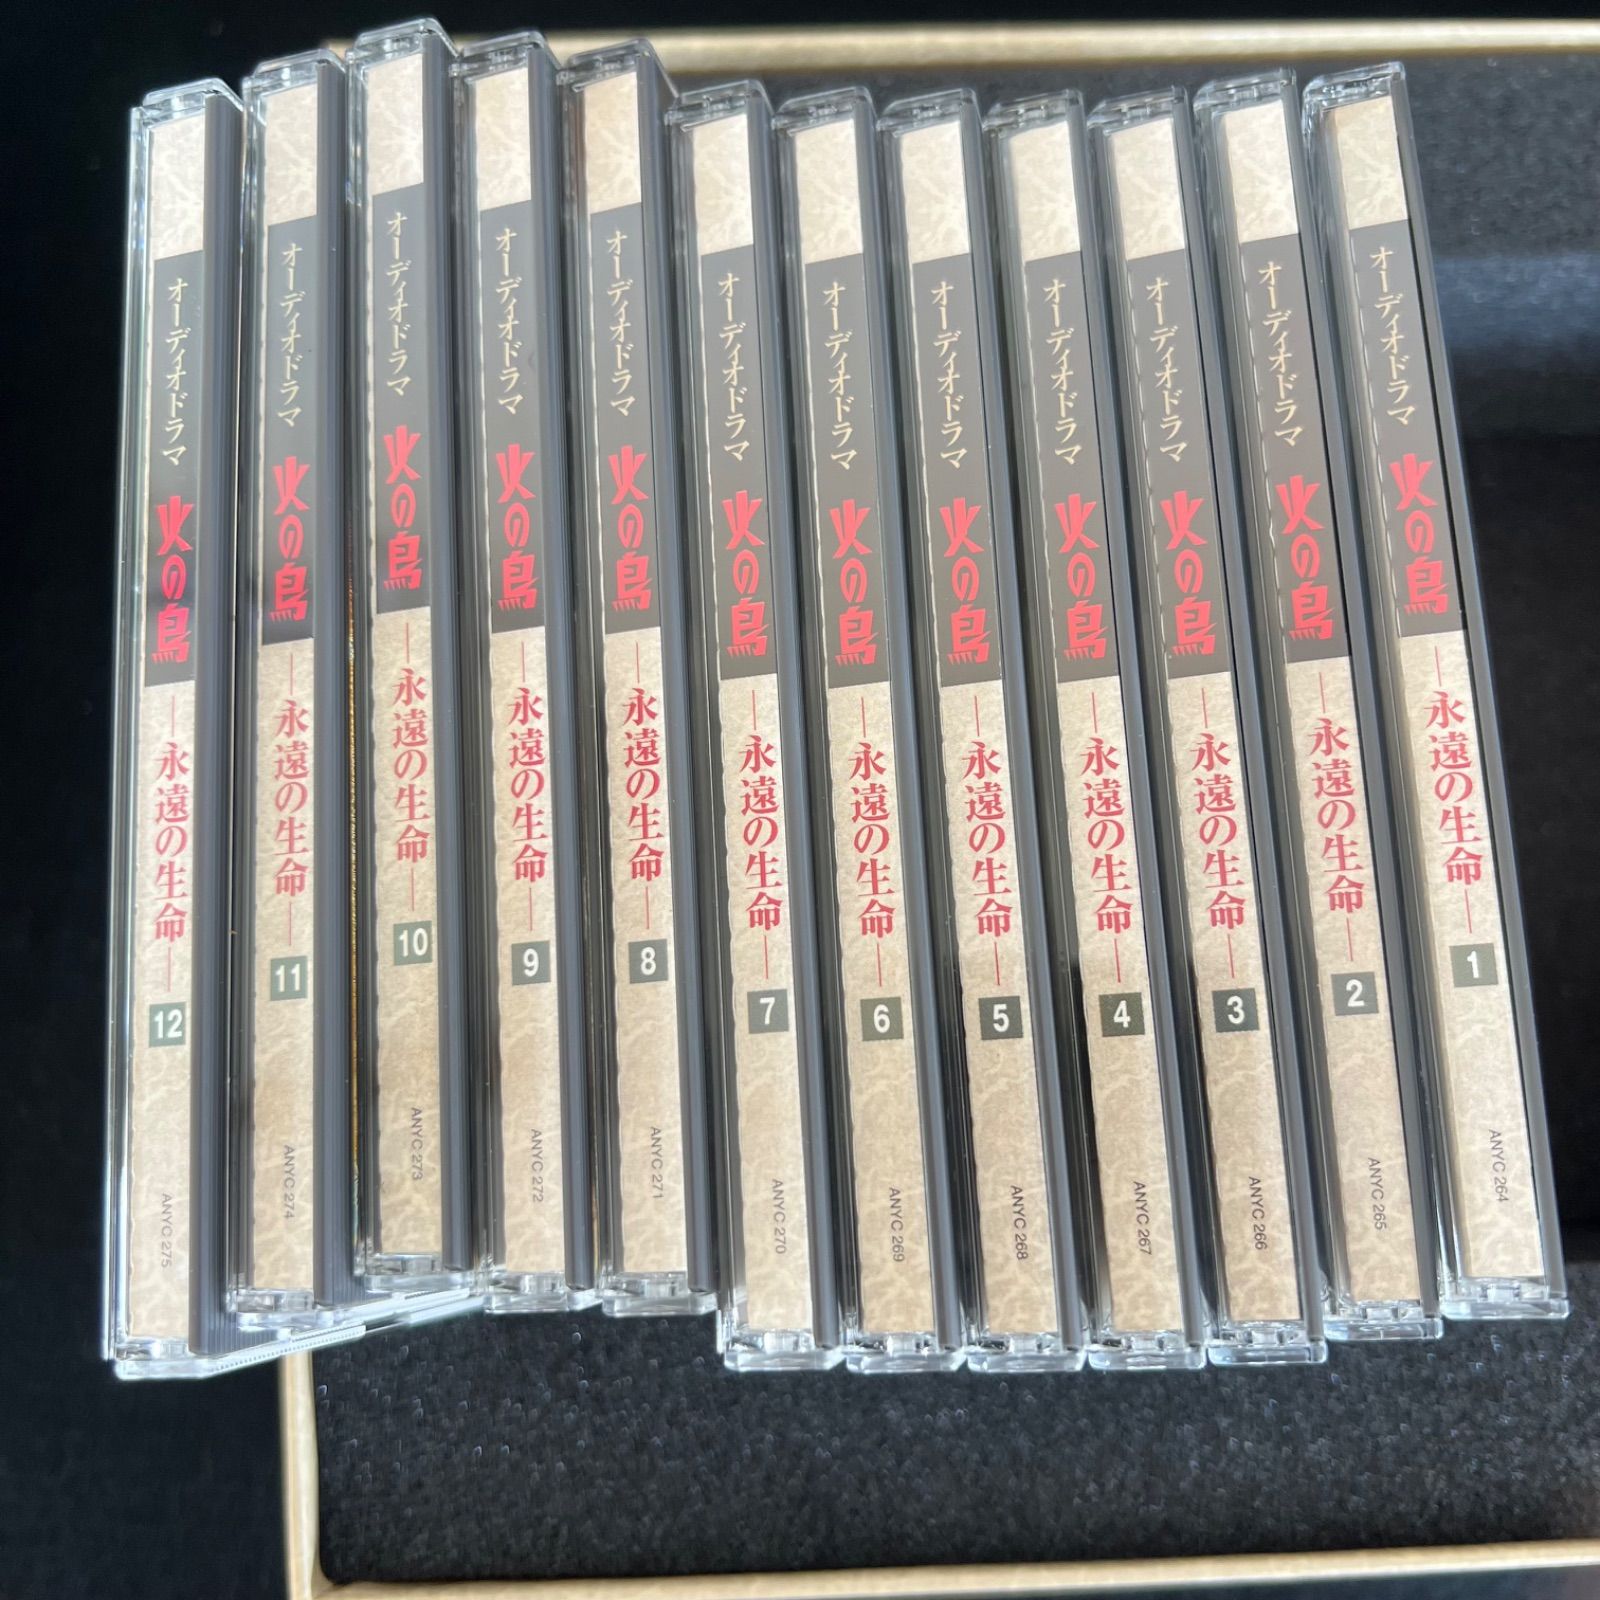 オーディオドラマ 火の鳥 ―永遠の生命― 1 ANYC 264
オーディオドラマ 火の鳥 ―永遠の生命― 2 ANYC 265
オーディオドラマ 火の鳥 ―永遠の生命― 3 ANYC 266
オーディオドラマ 火の鳥 ―永遠の生命― 4 ANYC 267
オーディオドラマ 火の鳥 ―永遠の生命― 5 ANYC 268
オーディオドラマ 火の鳥 ―永遠の生命― 6 ANYC 269
オーディオドラマ 火の鳥 ―永遠の生命― 7 ANYC 270
オーディオドラマ 火の鳥 ―永遠の生命― 8 ANYC 271
オーディオドラマ 火の鳥 ―永遠の生命― 9 ANYC 272
オーディオドラマ 火の鳥 ―永遠の生命― 10 ANYC 273
オーディオドラマ 火の鳥 ―永遠の生命― 11 ANYC 274
オーディオドラマ 火の鳥 ―永遠の生命― 12 ANYC 275